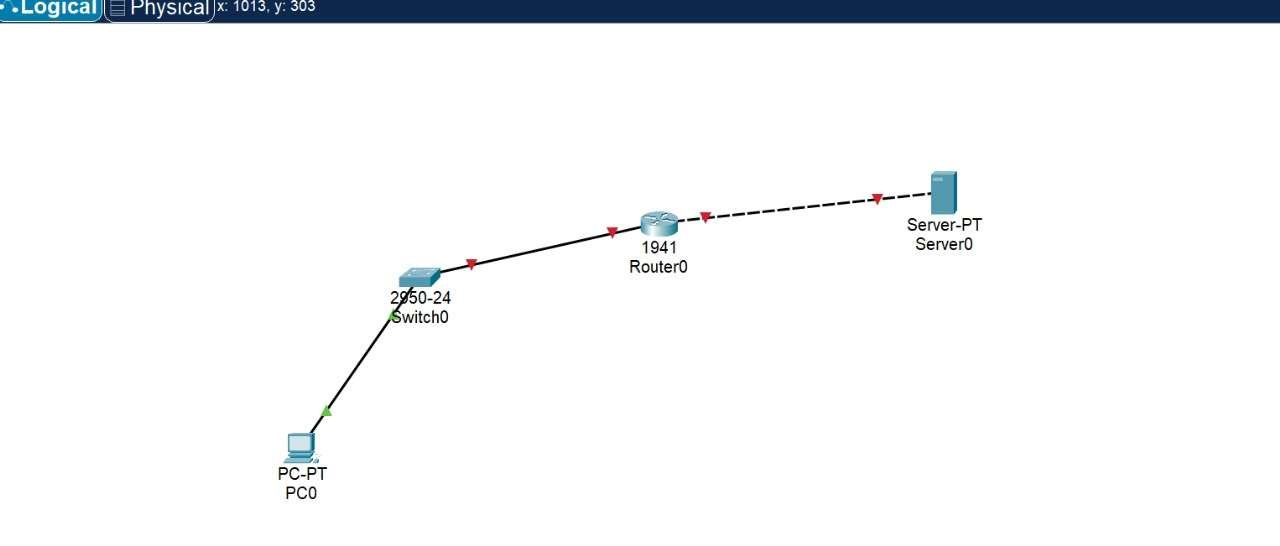 Logical Physical x: 1013, y: 303
Server-PT
Server0
1941
Router0
2950-24
Switch0
PC-PT
PC0